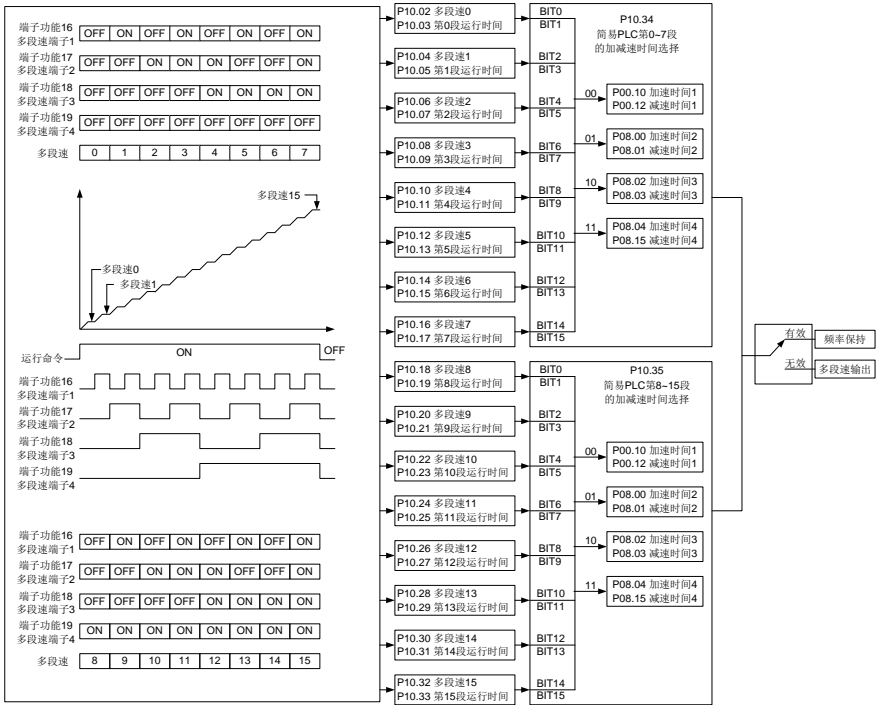 端子功能16
多段速端子1
OFF ON OFF ON OFF ON OFF ON
端子功能17
多段速端子2
OFF OFF ON ON OFF OFF ON ON
端子功能18
多段速端子3
OFF OFF OFF OFF ON ON ON ON
端子功能19
多段速端子4
OFF OFF OFF OFF OFF OFF OFF OFF
多段速 0 1 2 3 4 5 6 7
多段速15
多段速0
多段速1
运行命令
ON
OFF
端子功能16
多段速端子1
端子功能17
多段速端子2
端子功能18
多段速端子3
端子功能19
多段速端子4
端子功能16
多段速端子1
OFF ON OFF ON OFF ON OFF ON
端子功能17
多段速端子2
OFF OFF ON ON OFF OFF ON ON
端子功能18
多段速端子3
OFF OFF OFF OFF ON ON ON ON
端子功能19
多段速端子4
ON ON ON ON ON ON ON ON
多段速 8 9 10 11 12 13 14 15
P10.02 多段速0
P10.03 第0段运行时间
P10.04 多段速1
P10.05 第1段运行时间
P10.06 多段速2
P10.07 第2段运行时间
P10.08 多段速3
P10.09 第3段运行时间
P10.10 多段速4
P10.11 第4段运行时间
P10.12 多段速5
P10.13 第5段运行时间
P10.14 多段速6
P10.15 第6段运行时间
P10.16 多段速7
P10.17 第7段运行时间
P10.18 多段速8
P10.19 第8段运行时间
P10.20 多段速9
P10.21 第9段运行时间
P10.22 多段速10
P10.23 第10段运行时间
P10.24 多段速11
P10.25 第11段运行时间
P10.26 多段速12
P10.27 第12段运行时间
P10.28 多段速13
P10.29 第13段运行时间
P10.30 多段速14
P10.31 第14段运行时间
P10.32 多段速15
P10.33 第15段运行时间
BIT0
BIT1
BIT2
BIT3
BIT4
BIT5
BIT6
BIT7
BIT8
BIT9
BIT10
BIT11
BIT12
BIT13
BIT14
BIT15
P10.34
简易PLC第0~7段
的加减速时间选择
00
P00.10 加速时间1
P00.12 减速时间1
01
P08.00 加速时间2
P08.01 减速时间2
10
P08.02 加速时间3
P08.03 减速时间3
11
P08.04 加速时间4
P08.15 减速时间4
BIT0
BIT1
BIT2
BIT3
BIT4
BIT5
BIT6
BIT7
BIT8
BIT9
BIT10
BIT11
BIT12
BIT13
BIT14
BIT15
P10.35
简易PLC第8~15段
的加减速时间选择
00
P00.10 加速时间1
P00.12 减速时间1
01
P08.00 加速时间2
P08.01 减速时间2
10
P08.02 加速时间3
P08.03 减速时间3
11
P08.04 加速时间4
P08.15 减速时间4
有效
频率保持
无效
多段速输出